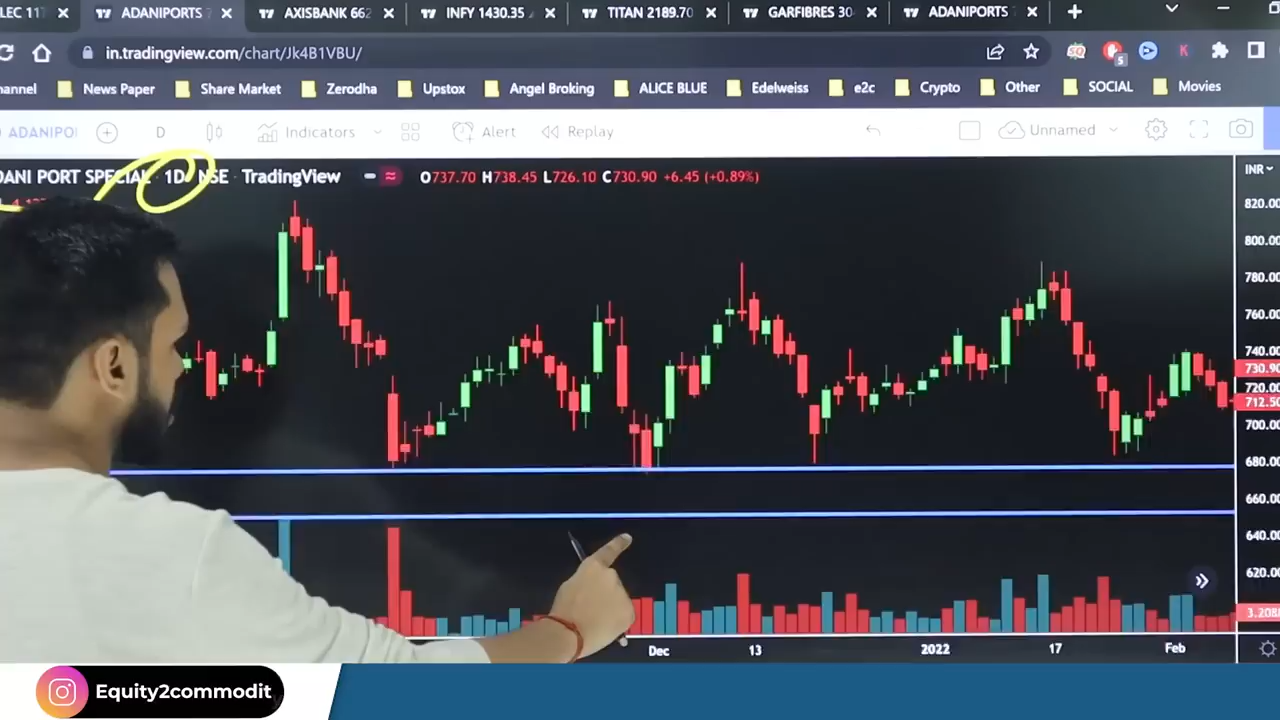 LEC 11 ADANIPORTS 7 AXISBANK 662 INFY 1430.35 TITAN 2189.70 GARFIBRES 30 ADANIPORTS
in.tradingview.com/chart/Jk4B1VBU/
annel News Paper Share Market Zerodha Upstox Angel Broking ALICE BLUE Edelweiss e2c Crypto Other SOCIAL Movies
ADANIPO D Indicators Alert Replay Unnamed
DANI PORT SPECIAL · 1D · NSE · TradingView O737.70 H738.45 L726.10 C730.90 +6.45 (+0.89%)
INR
820.00
800.00
780.00
760.00
740.00
730.90
720.00
712.50
700.00
680.00
660.00
640.00
620.00
3.208
Dec 13 2022 17 Feb
Equity2commodit